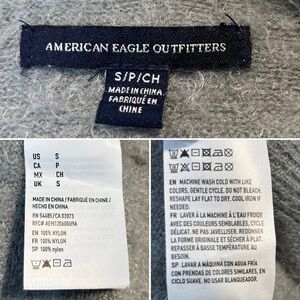 AMERICAN EAGLE OUTFITTERS
S/P/CH
MADE IN CHINA
FABRIQUÉ EN
CHINE
US S
CA P
MX CH
UK S
MADE IN CHINA / FABRIQUÉ EN CHINE /
HECHO EN CHINA
RN 54485/CA 03873
EN 100% NYLON
FR 100% NYLON
SP 100% nylon
EN MACHINE WASH COLD WITH LIKE
COLORS, GENTLE CYCLE. DO NOT BLEACH.
RESHAPE LAY FLAT TO DRY. COOL IRON IF
NEEDED.
FR LAVER À LA MACHINE À L'EAU FROIDE
AVEC DES COULEURS SEMBLABLES, CYCLE
DÉLICAT. NE PAS JAVELLISER. REDONNER
LA FORME ORIGINALE ET SÉCHER À PLAT.
REPASSER À BASSE TEMPÉRATURE AU
BESOIN.
SP LAVAR A MÁQUINA CON AGUA FRÍA
CON PRENDAS DE COLORES SIMILARES, EN
CICLO SUAVE. NO USAR BLANQUEADOR.